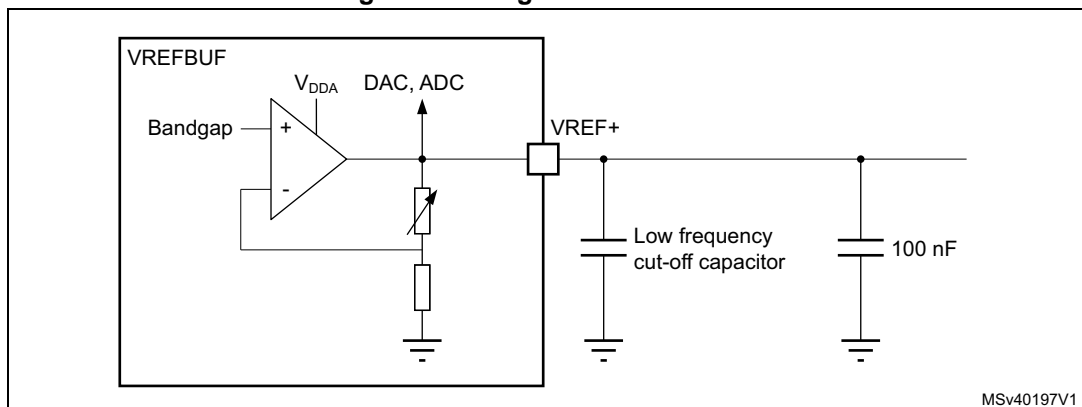 VREFBUF
VDDA
DAC, ADC
Bandgap
+
-
VREF+
Low frequency
cut-off capacitor
100 nF
MSv40197V1